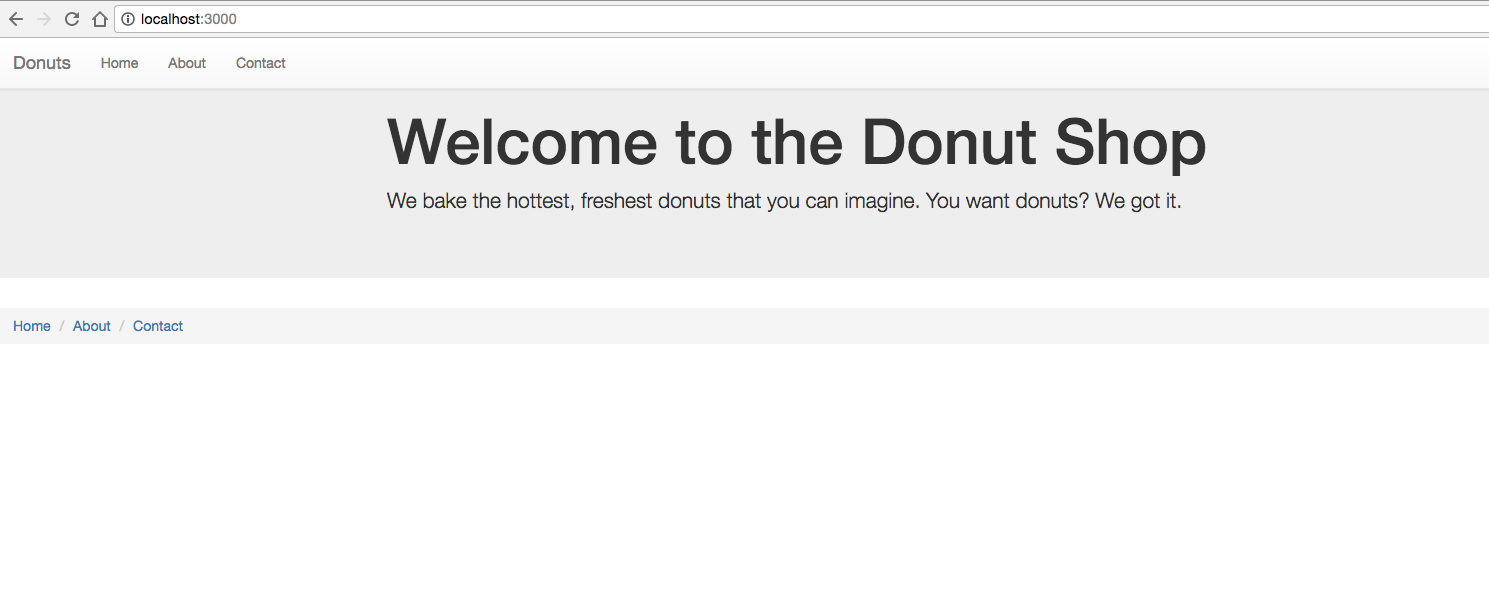 localhost:3000
Donuts Home About Contact
Welcome to the Donut Shop
We bake the hottest, freshest donuts that you can imagine. You want donuts? We got it.
Home / About / Contact